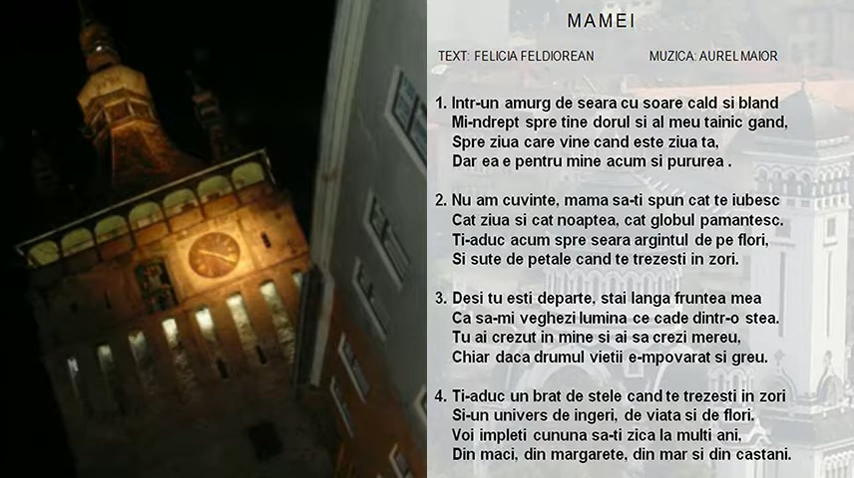 MAMEI
TEXT: FELICIA FELDIOREAN MUZICA: AUREL MAIOR
1. Intr-un amurg de seara cu soare cald si bland
Mi-ndrept spre tine dorul si al meu tainic gand,
Spre ziua care vine cand este ziua ta,
Dar ea e pentru mine acum si pururea .
2. Nu am cuvinte, mama sa-ti spun cat te iubesc
Cat ziua si cat noaptea, cat globul pamantesc.
Ti-aduc acum spre seara argintul de pe flori,
Si sute de petale cand te trezesti in zori.
3. Desi tu esti departe, stai langa fruntea mea
Ca sa-mi veghezi lumina ce cade dintr-o stea.
Tu ai crezut in mine si ai sa crezi mereu,
Chiar daca drumul vietii e-mpovarat si greu.
4. Ti-aduc un brat de stele cand te trezesti in zori
Si-un univers de ingeri, de viata si de flori.
Voi impleti cununa sa-ti zica la multi ani,
Din maci, din margarete, din mar si din castani.